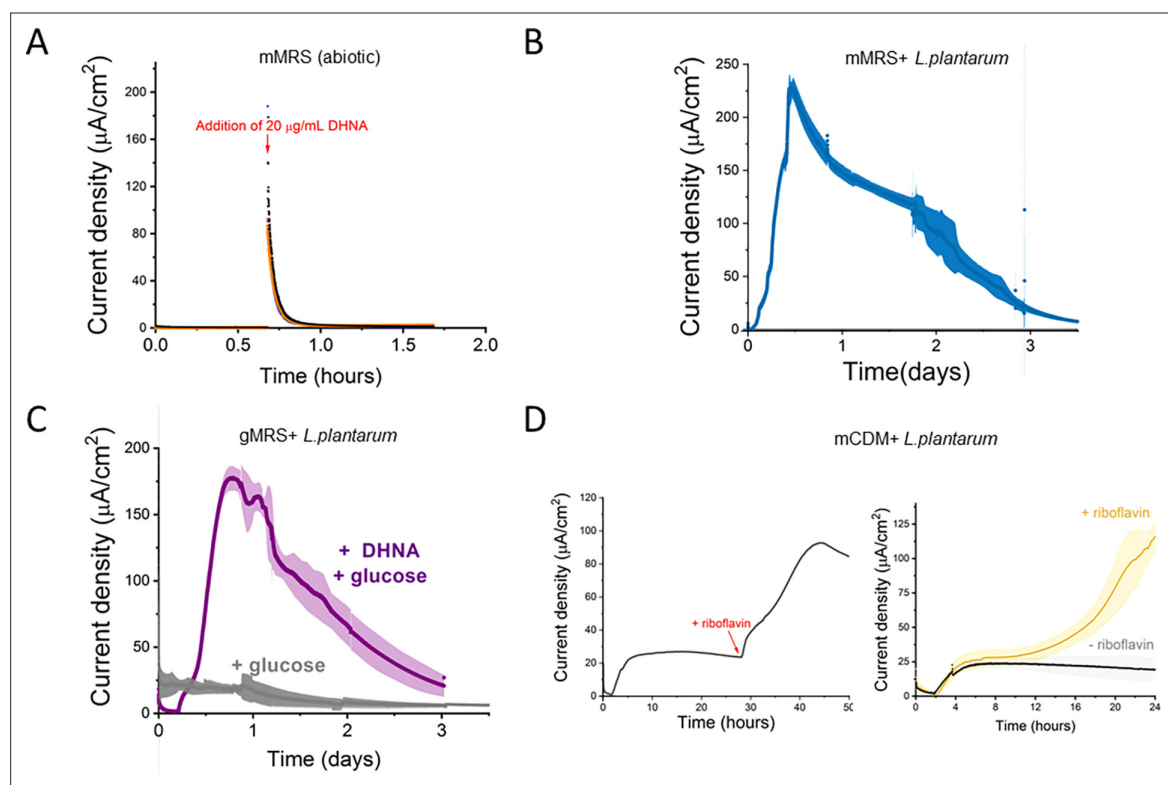 A
mMRS (abiotic)
Current density (μA/cm²)
200
160
120
80
40
0
Addition of 20 μg/mL DHNA
0.0 0.5 1.0 1.5 2.0
Time (hours)
B
mMRS+ L.plantarum
Current density (μA/cm²)
250
200
150
100
50
0
0 1 2 3
Time(days)
C
gMRS+ L.plantarum
Current density (μA/cm²)
200
150
100
50
0
+ DHNA
+ glucose
+ glucose
0 1 2 3
Time (days)
D
mCDM+ L.plantarum
Current density (μA/cm²)
120
100
80
60
40
20
0
+ riboflavin
0 10 20 30 40 50
Time (hours)
Current density (μA/cm²)
125
100
75
50
25
0
+ riboflavin
- riboflavin
0 4 8 12 16 20 24
Time (hours)